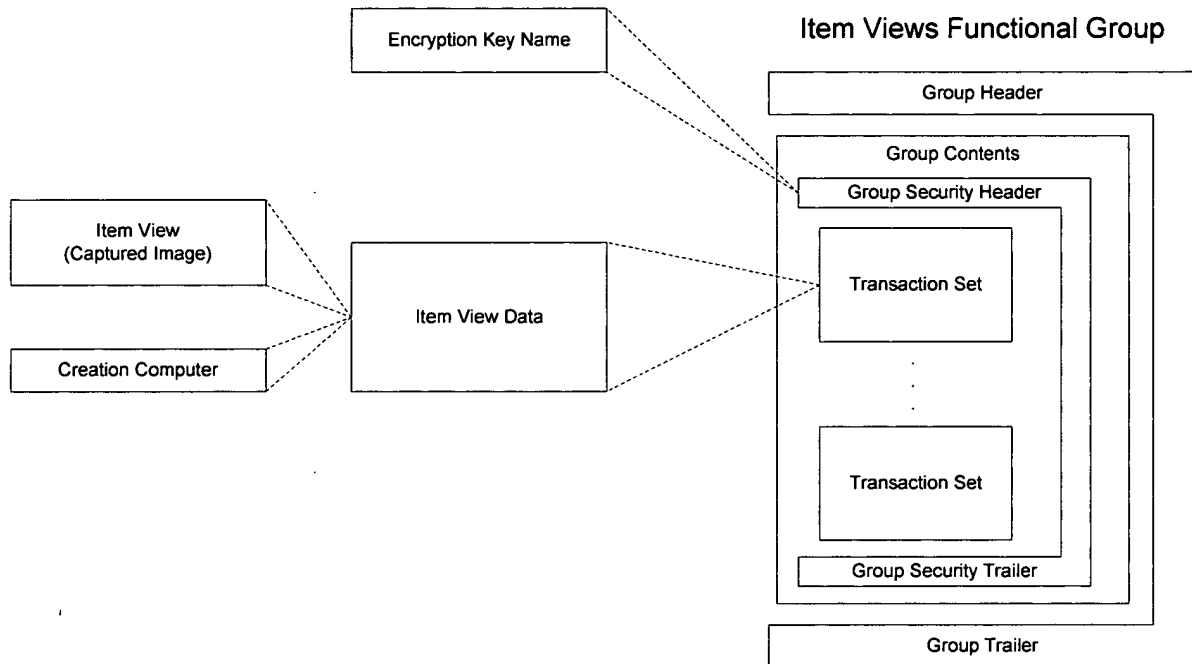 Item Views Functional Group
Encryption Key Name
Group Header
Group Contents
Group Security Header
Item View
(Captured Image)
Creation Computer
Item View Data
Transaction Set
Transaction Set
Group Security Trailer
Group Trailer